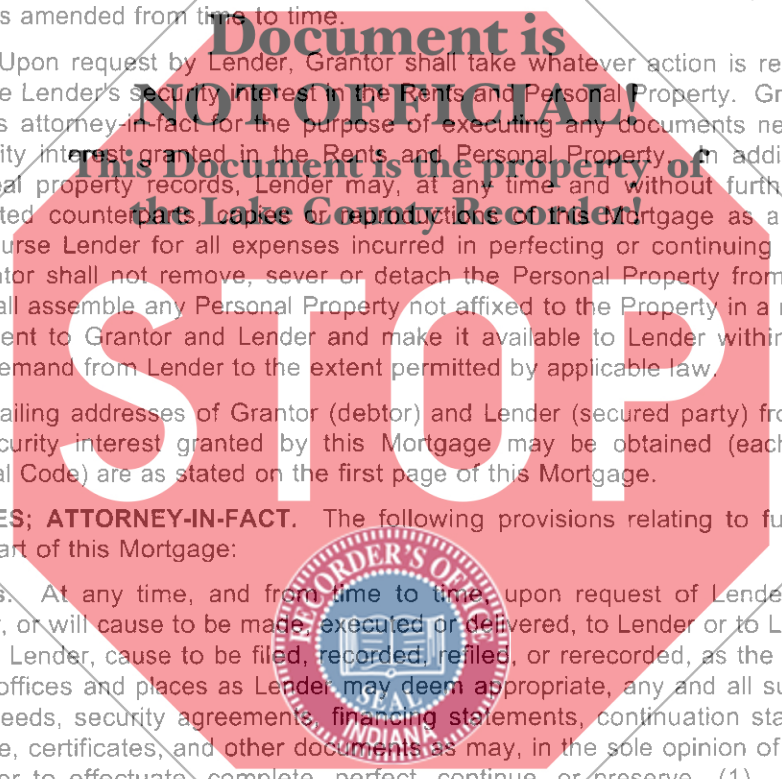 s amended from time to time.
Document is
Upon request by Lender, Grantor shall take whatever action is re
NOT OFFICIAL!
e Lender's security interest in the Rents and Personal Property. Gr
s attorney-in-fact for the purpose of executing any documents ne
This Document is the property of
ity interest granted in the Rents and Personal Property. In addi
eal property records, Lender may, at any time and without furth
the Lake County Recorder!
ted counterparts, copies or reproductions of this Mortgage as a
urse Lender for all expenses incurred in perfecting or continuing
tor shall not remove, sever or detach the Personal Property from
all assemble any Personal Property not affixed to the Property in a
ent to Grantor and Lender and make it available to Lender within
emand from Lender to the extent permitted by applicable law.
STOP
ailing addresses of Grantor (debtor) and Lender (secured party) fro
curity interest granted by this Mortgage may be obtained (each
al Code) are as stated on the first page of this Mortgage.
ES; ATTORNEY-IN-FACT. The following provisions relating to fu
art of this Mortgage:
s. At any time, and from time to time, upon request of Lende
, or will cause to be made, executed or delivered, to Lender or to L
Lender, cause to be filed, recorded, refiled, or rerecorded, as the
offices and places as Lender may deem appropriate, any and all su
eeds, security agreements, financing statements, continuation sta
e, certificates, and other documents as may, in the sole opinion of
or to effectuate, complete, perfect, continue, or preserve (1)
RECORDER'S OFFICE
SEAL
INDIANA